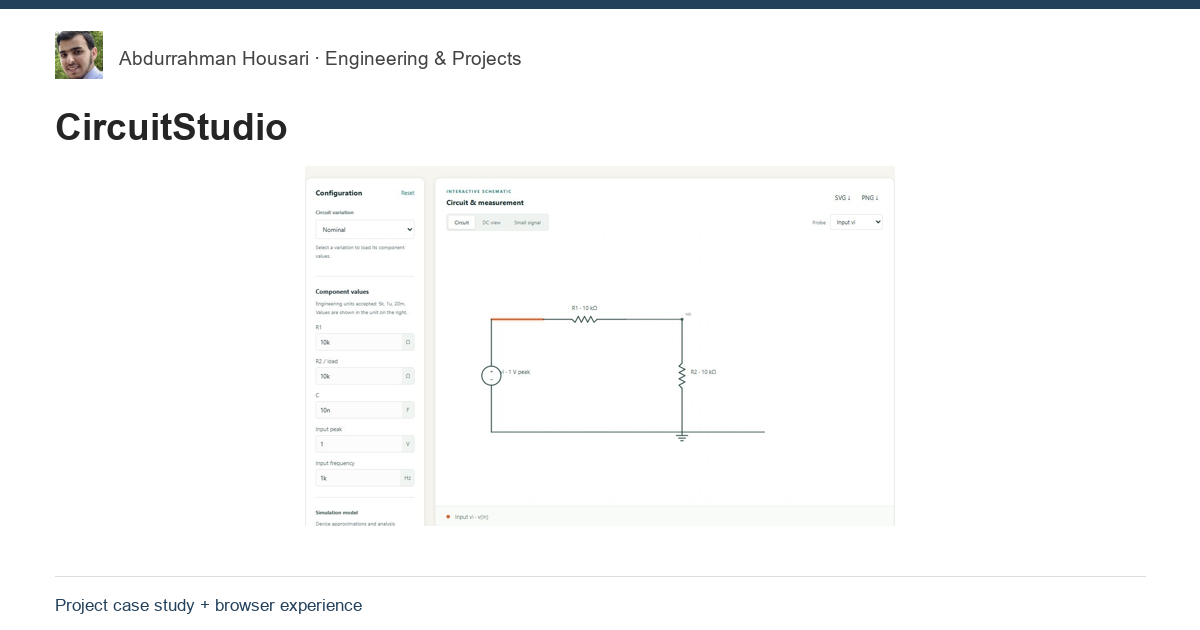 Abdurrahman Housari · Engineering & Projects
CircuitStudio
Configuration
Reset
Circuit variation
Nominal
Select a variation to load its component
values.
Component values
Engineering units accepted: 5k, 1u, 20m.
Values are shown in the unit on the right.
R1
10k
Ω
R2 / load
10k
Ω
C
10n
F
Input peak
1
V
Input frequency
1k
Hz
Simulation model
Device approximations and analysis
INTERACTIVE SCHEMATIC
Circuit & measurement
SVG ↓
PNG ↓
Circuit
DC view
Small signal
Probe
Input vi
R1 · 10 kΩ
- 1 V peak
+
−
R2 · 10 kΩ
Input vi · v(in)
Project case study + browser experience